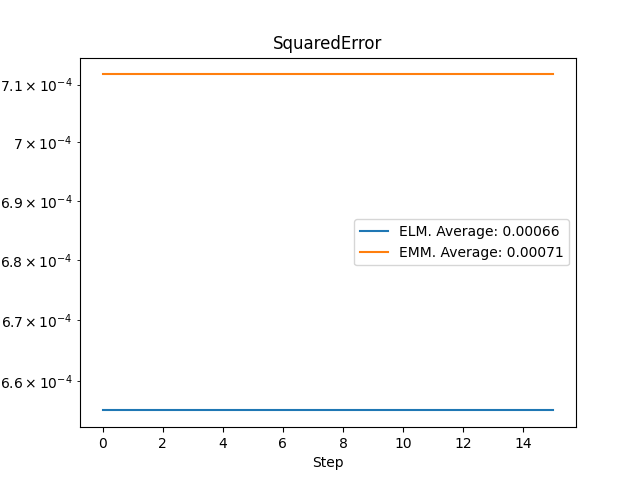 SquaredError
7.1 × 10⁻⁴
7 × 10⁻⁴
6.9 × 10⁻⁴
6.8 × 10⁻⁴
6.7 × 10⁻⁴
6.6 × 10⁻⁴
ELM. Average: 0.00066
EMM. Average: 0.00071
0 2 4 6 8 10 12 14
Step